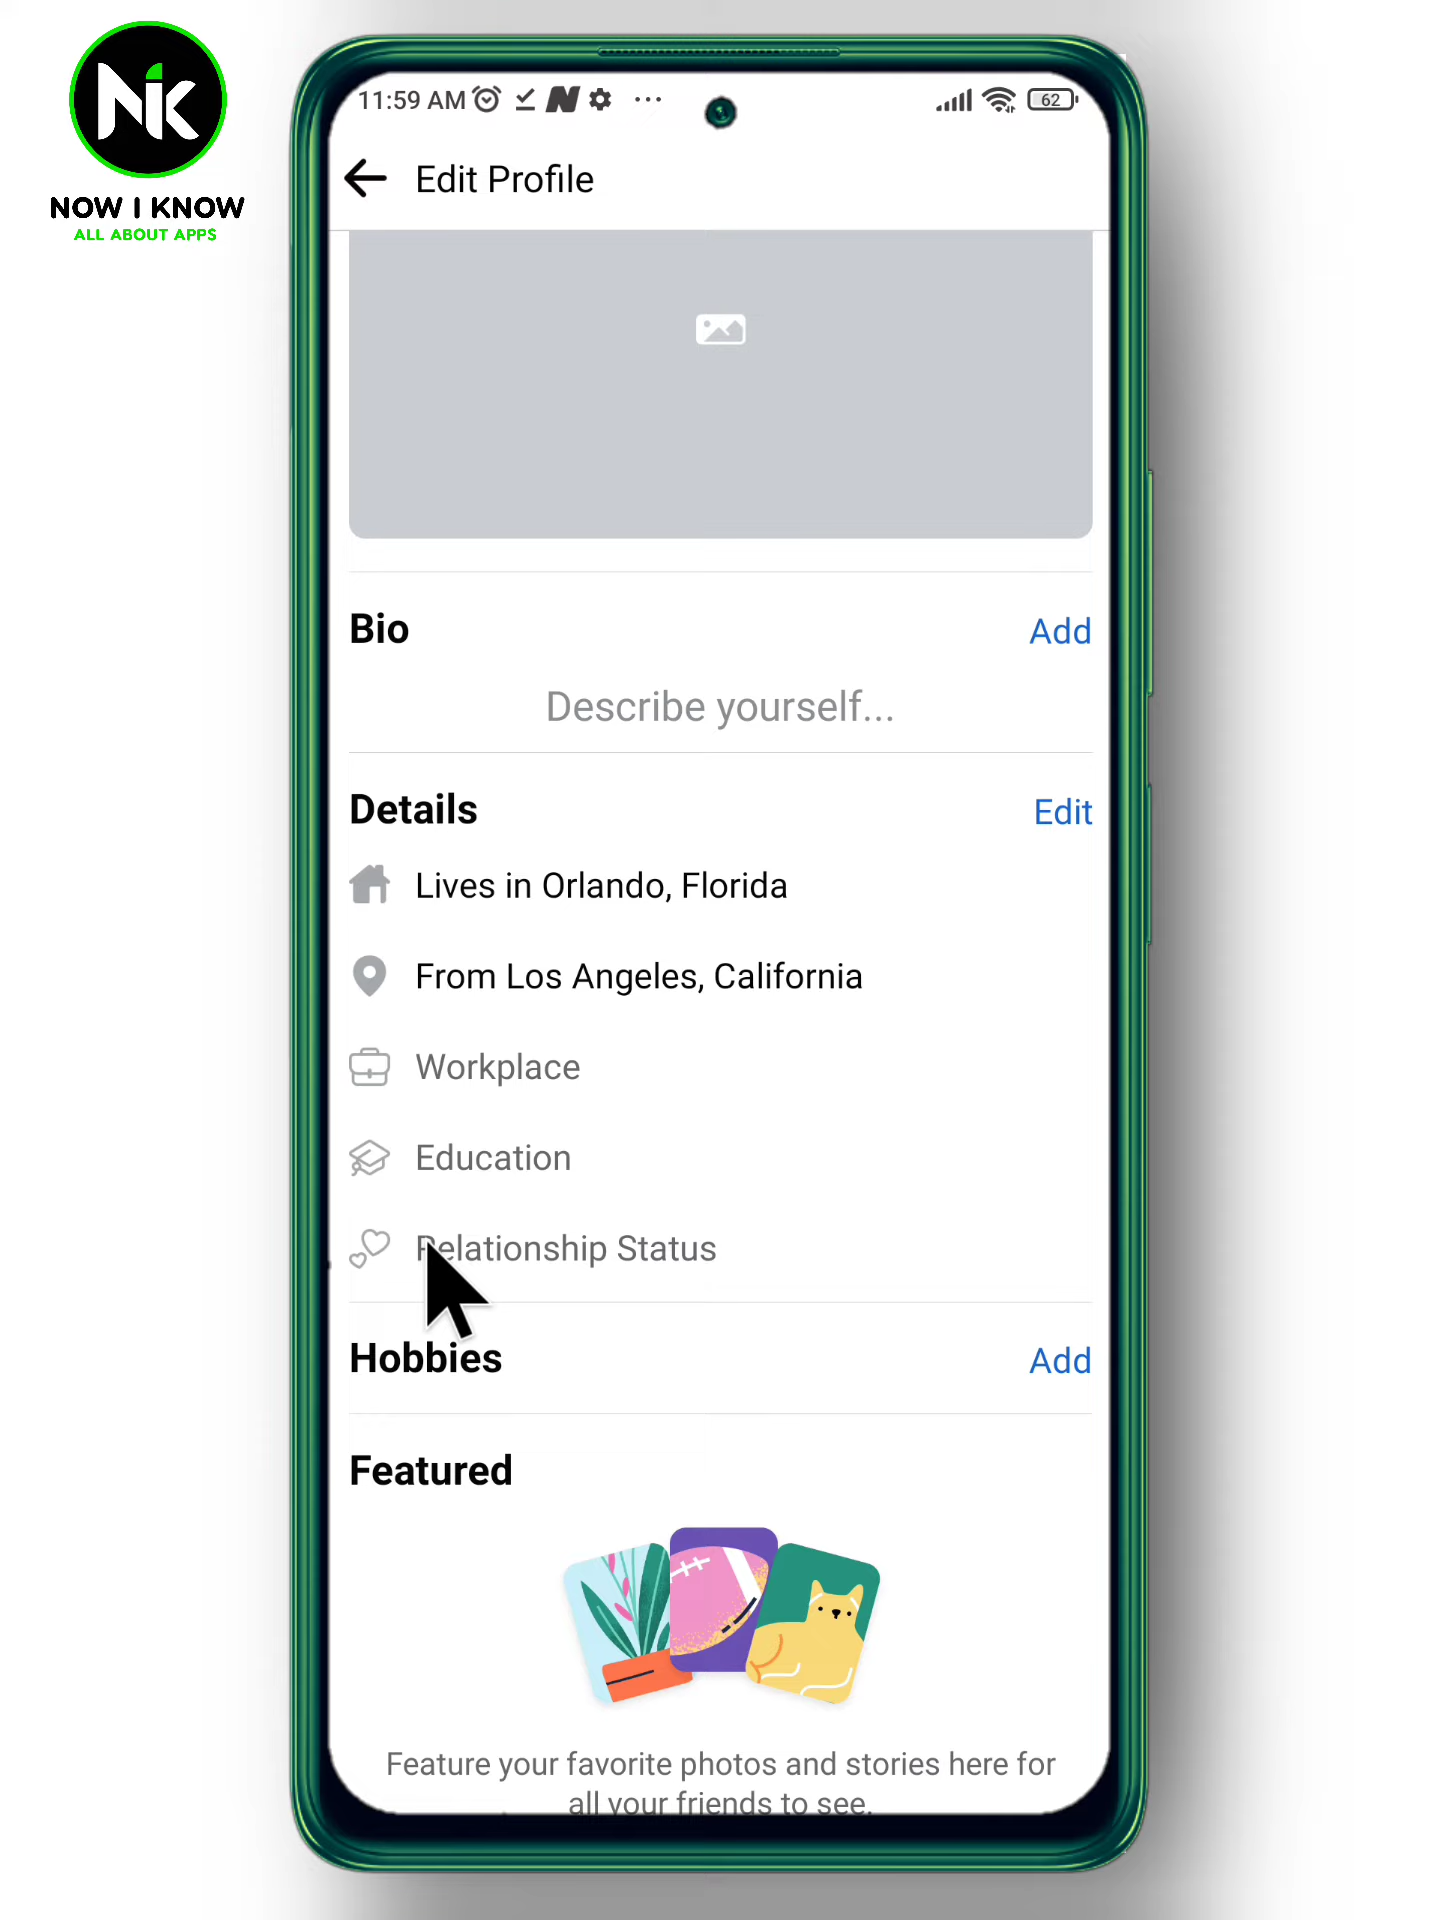 NiK
NOW I KNOW
ALL ABOUT APPS
11:59 AM
62
Edit Profile
Bio
Add
Describe yourself...
Details
Edit
Lives in Orlando, Florida
From Los Angeles, California
Workplace
Education
Relationship Status
Hobbies
Add
Featured
Feature your favorite photos and stories here for
all your friends to see.